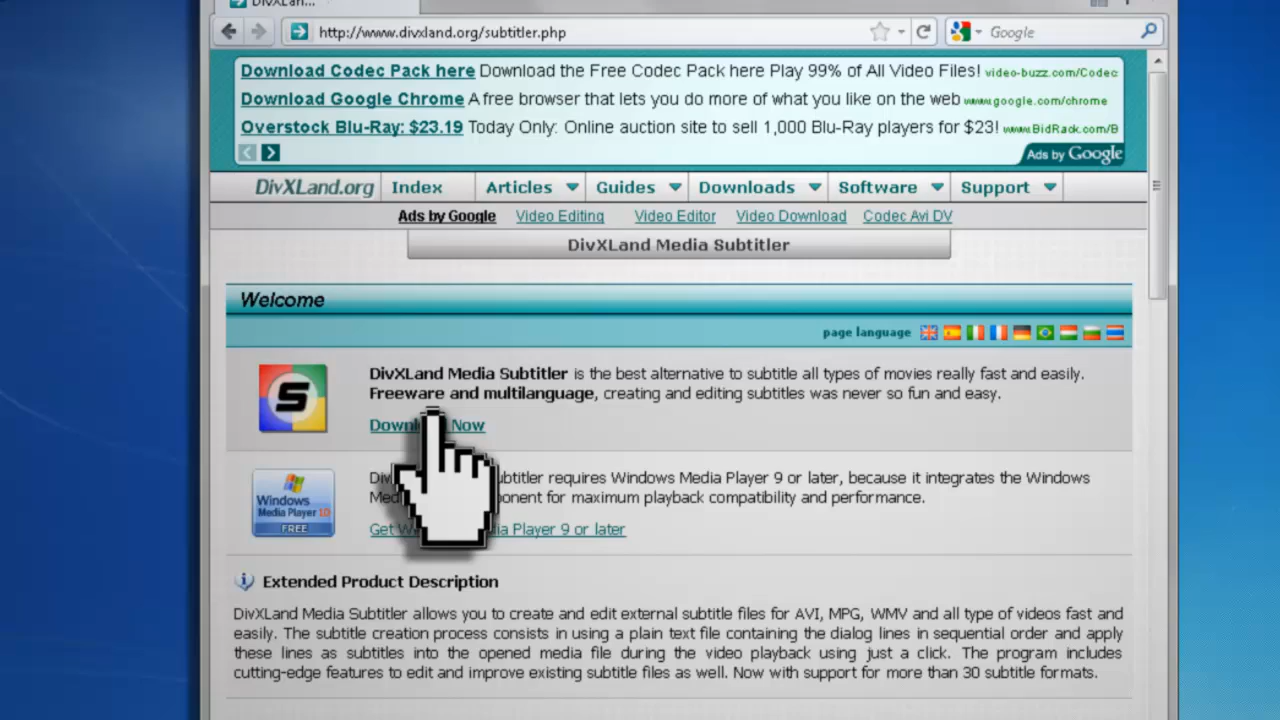 DivXLan...
http://www.divxland.org/subtitler.php
Google
Download Codec Pack here Download the Free Codec Pack here Play 99% of All Video Files! video-buzz.com/Codec
Download Google Chrome A free browser that lets you do more of what you like on the web www.google.com/chrome
Overstock Blu-Ray: $23.19 Today Only: Online auction site to sell 1,000 Blu-Ray players for $23! www.BidRack.com/B
Ads by Google
DivXLand.org Index Articles Guides Downloads Software Support
Ads by Google Video Editing Video Editor Video Download Codec Avi DV
DivXLand Media Subtitler
Welcome
page language
S
DivXLand Media Subtitler is the best alternative to subtitle all types of movies really fast and easily.
Freeware and multilanguage, creating and editing subtitles was never so fun and easy.
Now
requires Windows Media Player 9 or later, because it integrates the Windows
for maximum playback compatibility and performance.
Windows
Media Player 10
FREE
Get Player 9 or later
Extended Product Description
DivXLand Media Subtitler allows you to create and edit external subtitle files for AVI, MPG, WMV and all type of videos fast and
easily. The subtitle creation process consists in using a plain text file containing the dialog lines in sequential order and apply
these lines as subtitles into the opened media file during the video playback using just a click. The program includes
cutting-edge features to edit and improve existing subtitle files as well. Now with support for more than 30 subtitle formats.